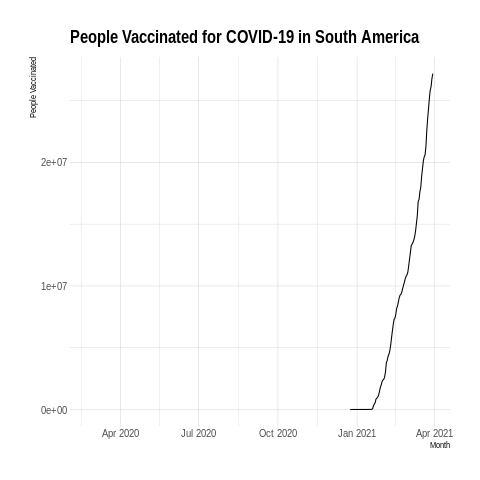 People Vaccinated for COVID-19 in South America
People Vaccinated
2e+07
1e+07
0e+00
Apr 2020 Jul 2020 Oct 2020 Jan 2021 Apr 2021
Month